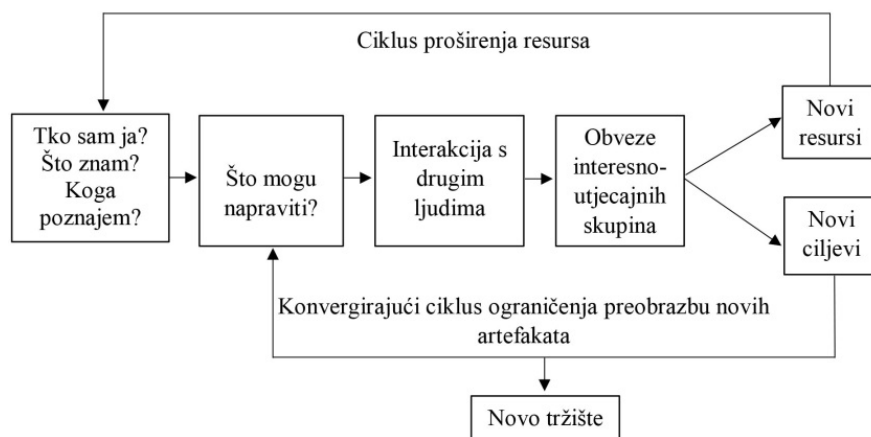 Ciklus proširenja resursa
Tko sam ja?
Što znam?
Koga
poznajem?
Što mogu
napraviti?
Interakcija s
drugim
ljudima
Obveze
interesno-
utjecajnih
skupina
Novi
resursi
Novi
ciljevi
Konvergirajući ciklus ograničenja preobrazbu novih
artefakata
Novo tržište